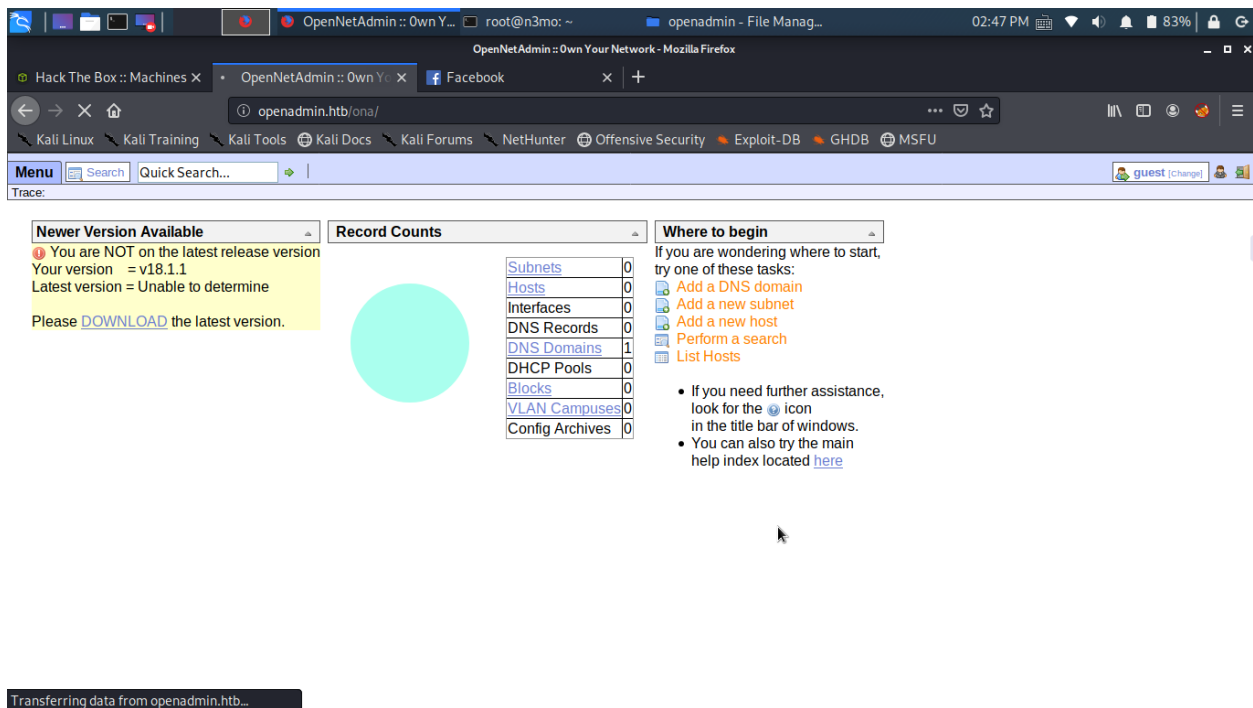 OpenNetAdmin :: 0wn Y... root@n3mo: ~ openadmin - File Manag... 02:47 PM 83%
OpenNetAdmin :: 0wn Your Network - Mozilla Firefox
Hack The Box :: Machines OpenNetAdmin :: 0wn Yo Facebook
openadmin.htb/ona/
Kali Linux Kali Training Kali Tools Kali Docs Kali Forums NetHunter Offensive Security Exploit-DB GHDB MSFU
Menu Search Quick Search... guest [Change]
Trace:
Newer Version Available
You are NOT on the latest release version
Your version = v18.1.1
Latest version = Unable to determine
Please DOWNLOAD the latest version.
Record Counts
Subnets 0
Hosts 0
Interfaces 0
DNS Records 0
DNS Domains 1
DHCP Pools 0
Blocks 0
VLAN Campuses 0
Config Archives 0
Where to begin
If you are wondering where to start,
try one of these tasks:
Add a DNS domain
Add a new subnet
Add a new host
Perform a search
List Hosts
• If you need further assistance,
look for the icon
in the title bar of windows.
• You can also try the main
help index located here
Transferring data from openadmin.htb...